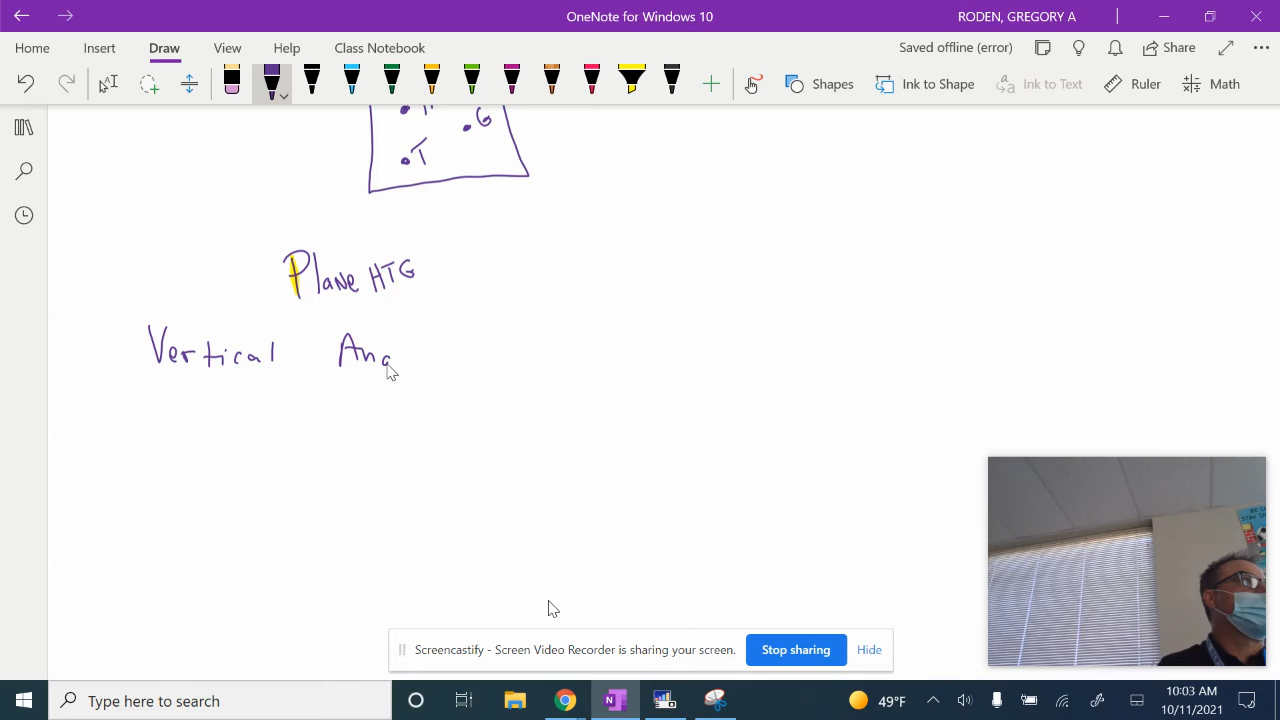 OneNote for Windows 10
RODEN, GREGORY A
Home Insert Draw View Help Class Notebook
Saved offline (error) Share
Shapes Ink to Shape Ink to Text Ruler Math
G
T
Plane HTG
Vertical Ang
Screencastify - Screen Video Recorder is sharing your screen. Stop sharing Hide
Type here to search
49°F
10:03 AM
10/11/2021